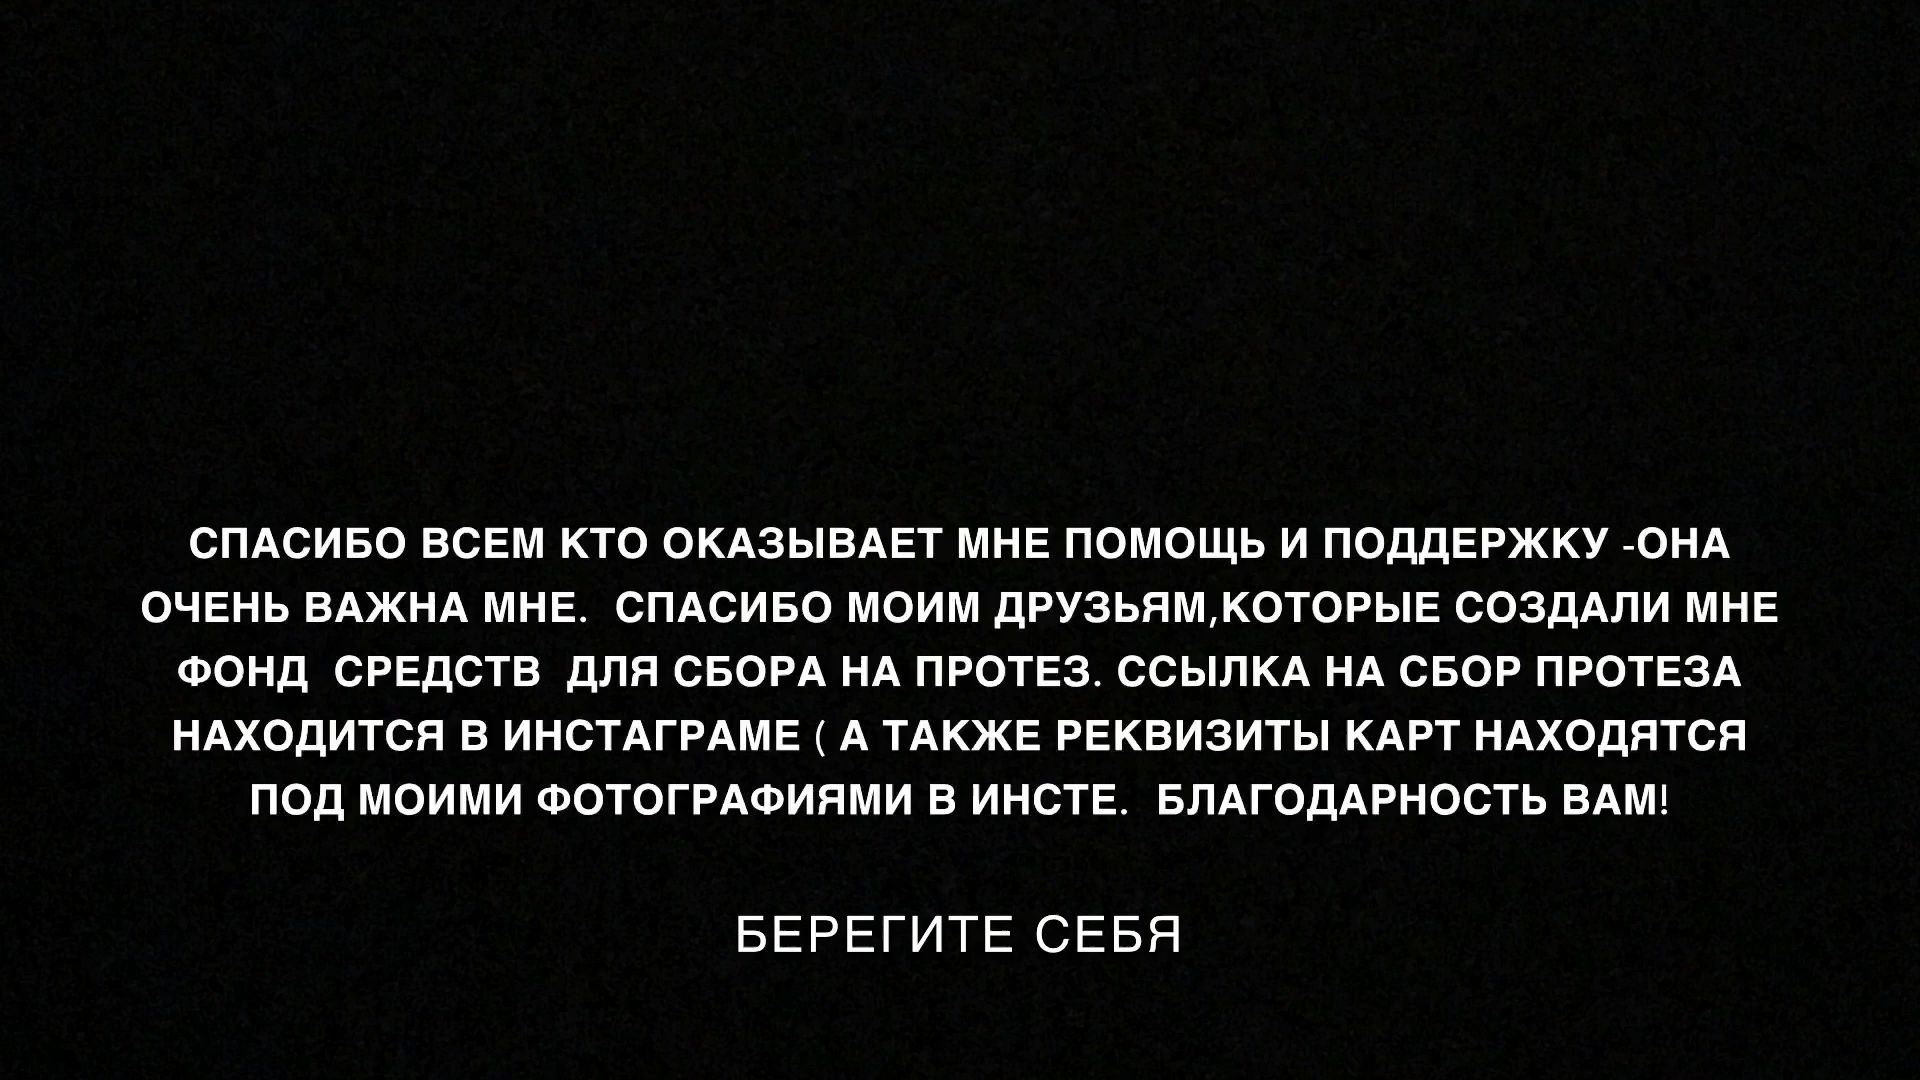 СПАСИБО ВСЕМ КТО ОКАЗЫВАЕТ МНЕ ПОМОЩЬ И ПОДДЕРЖКУ -ОНА
ОЧЕНЬ ВАЖНА МНЕ.  СПАСИБО МОИМ ДРУЗЬЯМ,КОТОРЫЕ СОЗДАЛИ МНЕ
ФОНД  СРЕДСТВ  ДЛЯ СБОРА НА ПРОТЕЗ. ССЫЛКА НА СБОР ПРОТЕЗА
НАХОДИТСЯ В ИНСТАГРАМЕ ( А ТАКЖЕ РЕКВИЗИТЫ КАРТ НАХОДЯТСЯ
ПОД МОИМИ ФОТОГРАФИЯМИ В ИНСТЕ.  БЛАГОДАРНОСТЬ ВАМ!
БЕРЕГИТЕ СЕБЯ